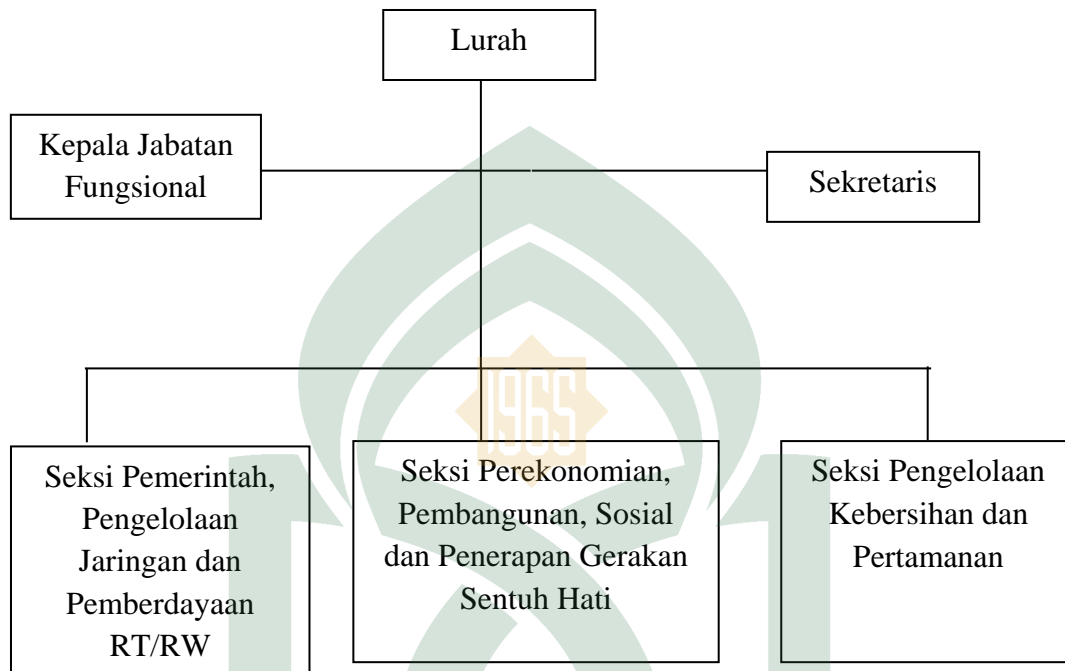 Lurah
Kepala Jabatan
Fungsional
Sekretaris
1965
Seksi Pemerintah,
Pengelolaan
Jaringan dan
Pemberdayaan
RT/RW
Seksi Perekonomian,
Pembangunan, Sosial
dan Penerapan Gerakan
Sentuh Hati
Seksi Pengelolaan
Kebersihan dan
Pertamanan